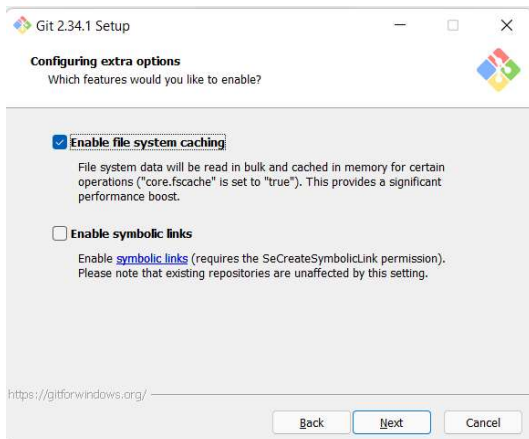 Git 2.34.1 Setup
Configuring extra options
Which features would you like to enable?
Enable file system caching
File system data will be read in bulk and cached in memory for certain
operations ("core.fscache" is set to "true"). This provides a significant
performance boost.
Enable symbolic links
Enable symbolic links (requires the SeCreateSymbolicLink permission).
Please note that existing repositories are unaffected by this setting.
https://gitforwindows.org/
Back Next Cancel